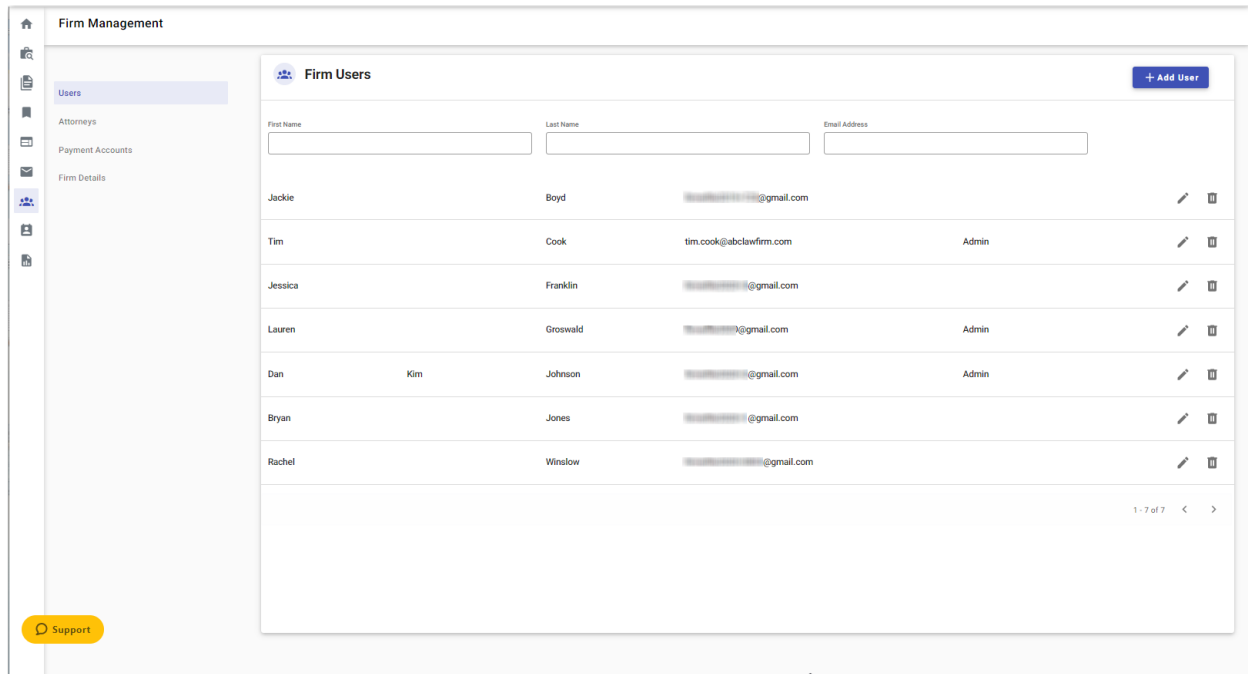 Firm Management
Users
Attorneys
Payment Accounts
Firm Details
Firm Users
+ Add User
First Name Last Name Email Address
Jackie Boyd @gmail.com
Tim Cook tim.cook@abclawfirm.com Admin
Jessica Franklin @gmail.com
Lauren Groswald @gmail.com Admin
Dan Kim Johnson @gmail.com Admin
Bryan Jones @gmail.com
Rachel Winslow @gmail.com
1 - 7 of 7
Support